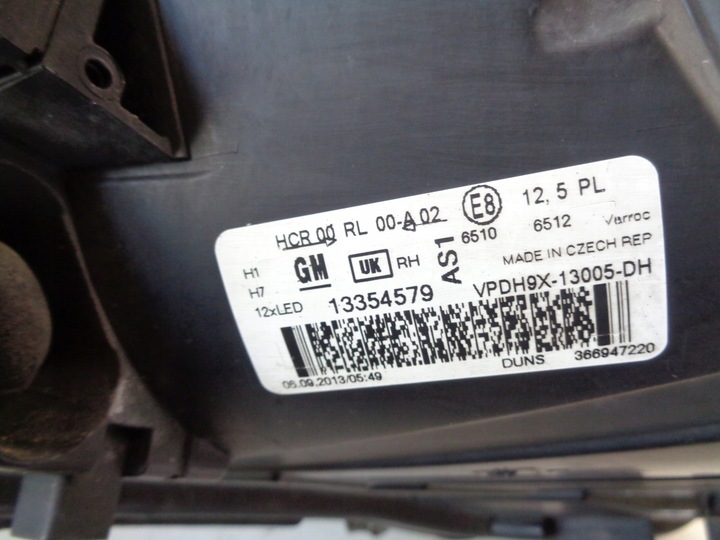 HCR 00 RL 00-A 02 E8 12, 5 PL
6510 6512 Varroc
H1 GM UK RH AS1 MADE IN CZECH REP
H7
12xLED 13354579 VPDH9X-13005-DH
06.09.2013/05:49 DUNS 366947220